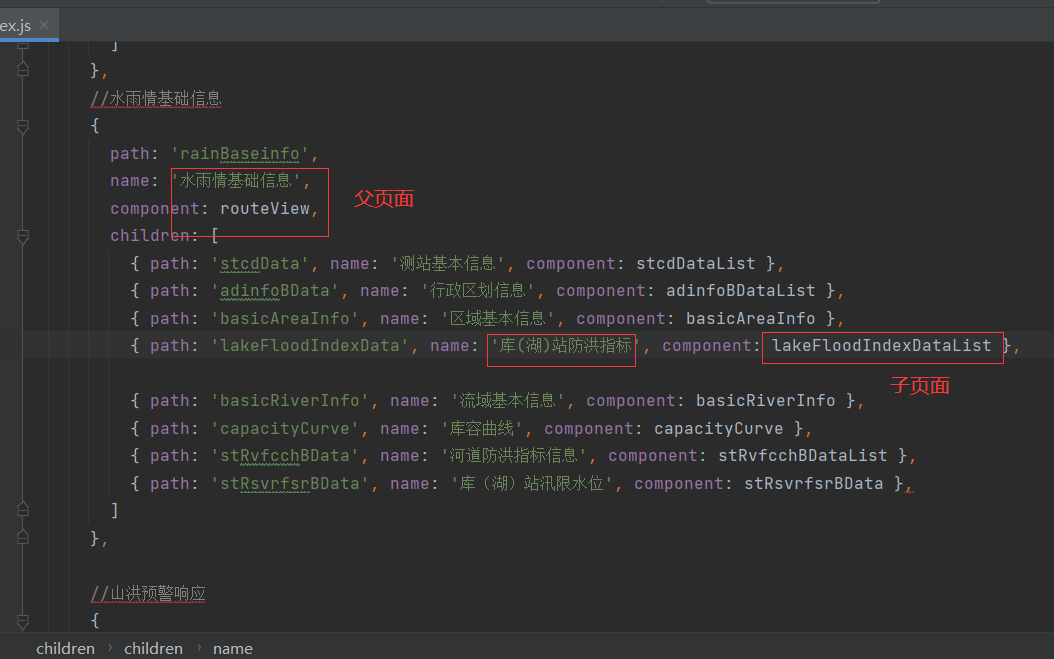 ex.js
]
},
//水雨情基础信息
{
path: 'rainBaseinfo',
name: '水雨情基础信息',
父页面
component: routeView,
children: [
{ path: 'stcdData', name: '测站基本信息', component: stcdDataList },
{ path: 'adinfoBData', name: '行政区划信息', component: adinfoBDataList },
{ path: 'basicAreaInfo', name: '区域基本信息', component: basicAreaInfo },
{ path: 'lakeFloodIndexData', name: '库(湖)站防洪指标', component: lakeFloodIndexDataList },
子页面
{ path: 'basicRiverInfo', name: '流域基本信息', component: basicRiverInfo },
{ path: 'capacityCurve', name: '库容曲线', component: capacityCurve },
{ path: 'stRvfcchBData', name: '河道防洪指标信息', component: stRvfcchBDataList },
{ path: 'stRsvrfsrBData', name: '库（湖）站汛限水位', component: stRsvrfsrBData },
]
},
//山洪预警响应
{
children › children › name